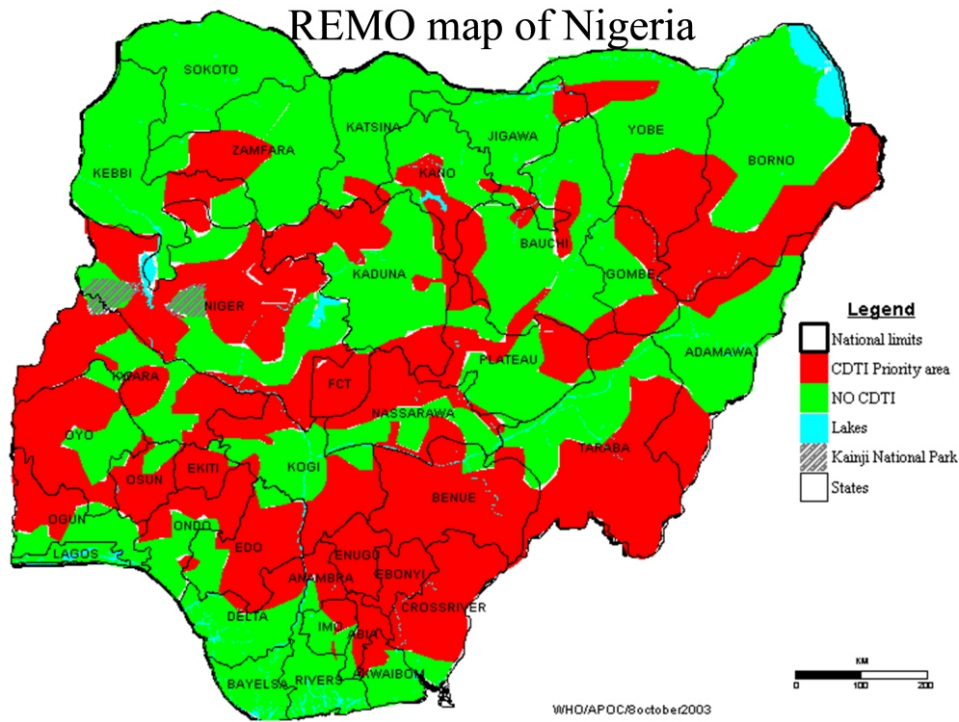 REMO map of Nigeria
SOKOTO
KATSINA
JIGAWA
YOBE
ZAMFARA
KEBBI
KANO
BORNO
BAUCHI
KADUNA
GOMBE
NIGER
PLATEAU
ADAMAWA
KWARA
FCT
NASSARAWA
OYO
TARABA
OSUN
EKITI
KOGI
BENUE
OGUN
ONDO
LAGOS
EDO
ENUGU
ANAMBRA
EBONYI
CROSSRIVER
DELTA
IMO
ABIA
AKWAIBOM
BAYELSA
RIVERS
Legend
National limits
CDTI Priority area
NO CDTI
Lakes
Kainji National Park
States
KM
0 100 200
WHO/APOC/8october2003